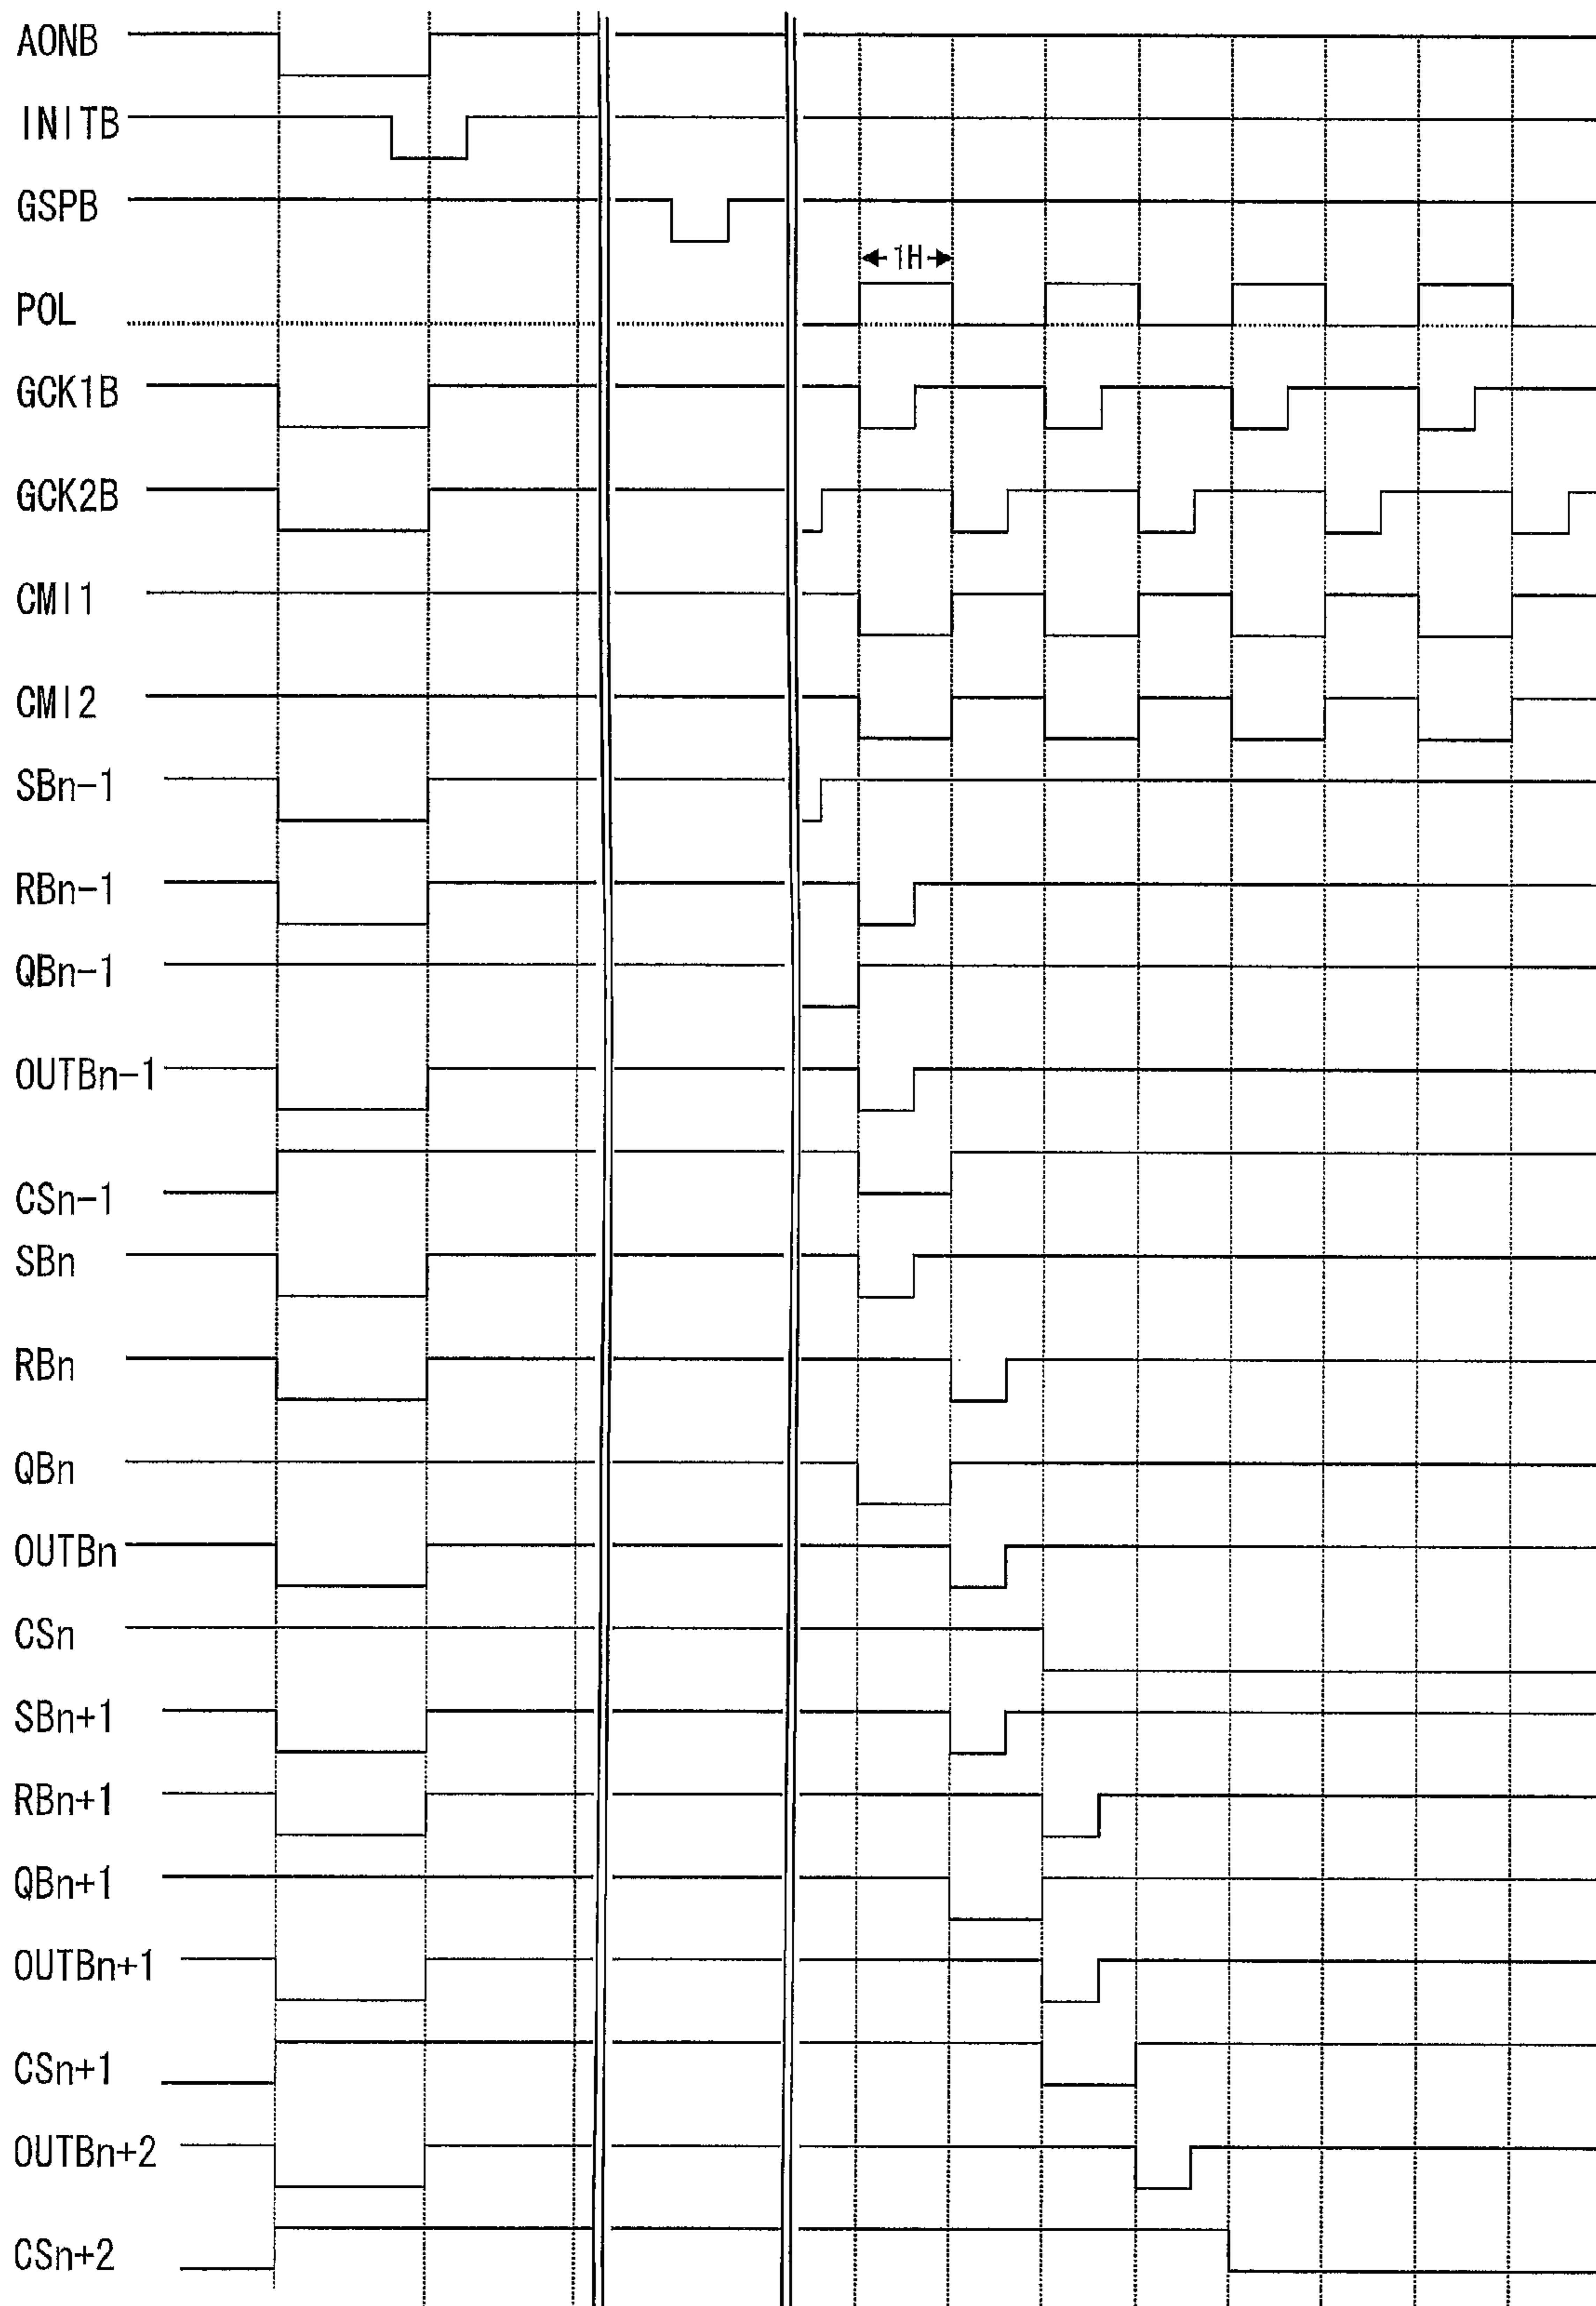 AONB
INITB
GSPB
1H
POL
GCK1B
GCK2B
CMI1
CMI2
SBn-1
RBn-1
QBn-1
OUTBn-1
CSn-1
SBn
RBn
QBn
OUTBn
CSn
SBn+1
RBn+1
QBn+1
OUTBn+1
CSn+1
OUTBn+2
CSn+2